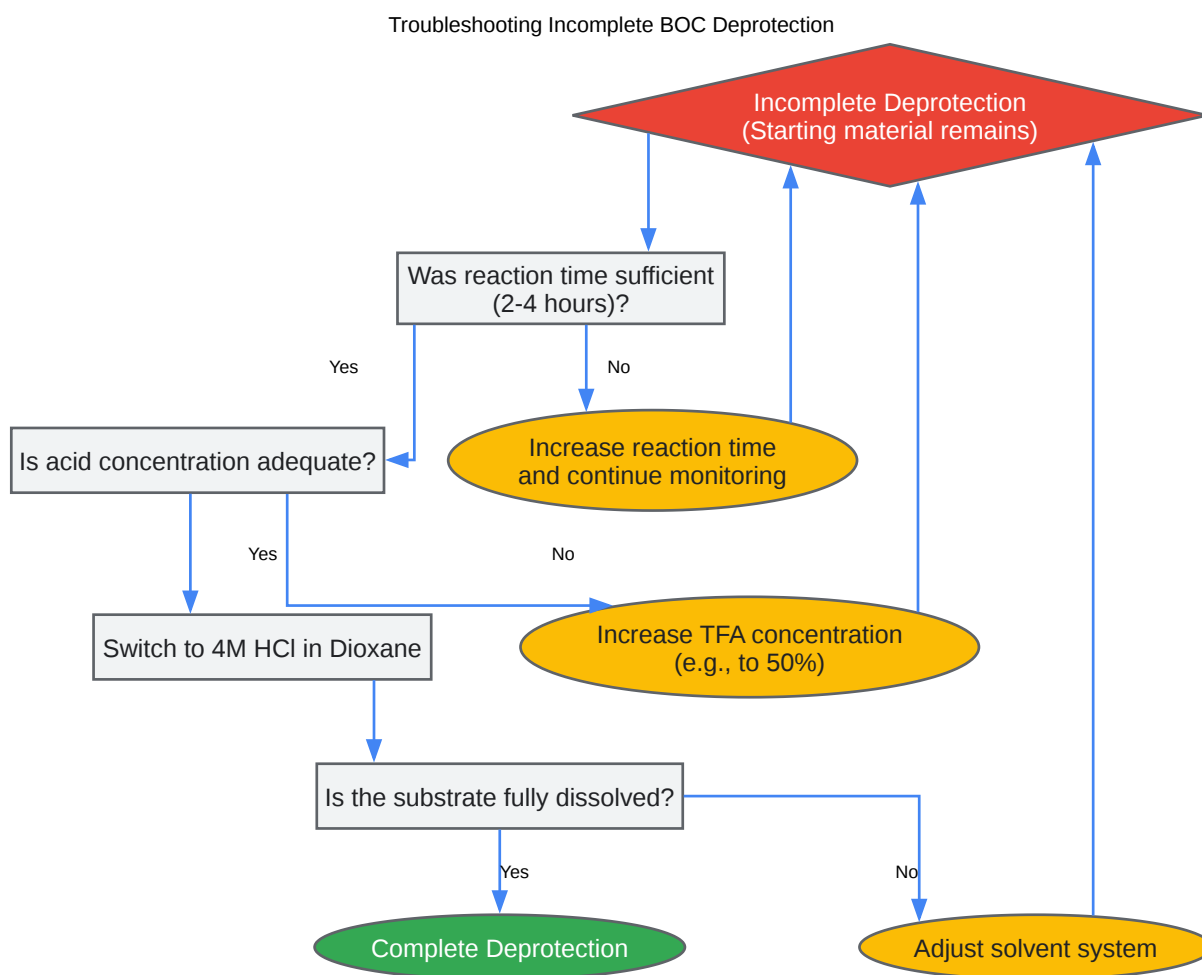 Troubleshooting Incomplete BOC Deprotection
Incomplete Deprotection
(Starting material remains)
Was reaction time sufficient
(2-4 hours)?
Yes
No
Increase reaction time
and continue monitoring
Is acid concentration adequate?
Yes
No
Increase TFA concentration
(e.g., to 50%)
Switch to 4M HCl in Dioxane
Is the substrate fully dissolved?
Yes
No
Complete Deprotection
Adjust solvent system